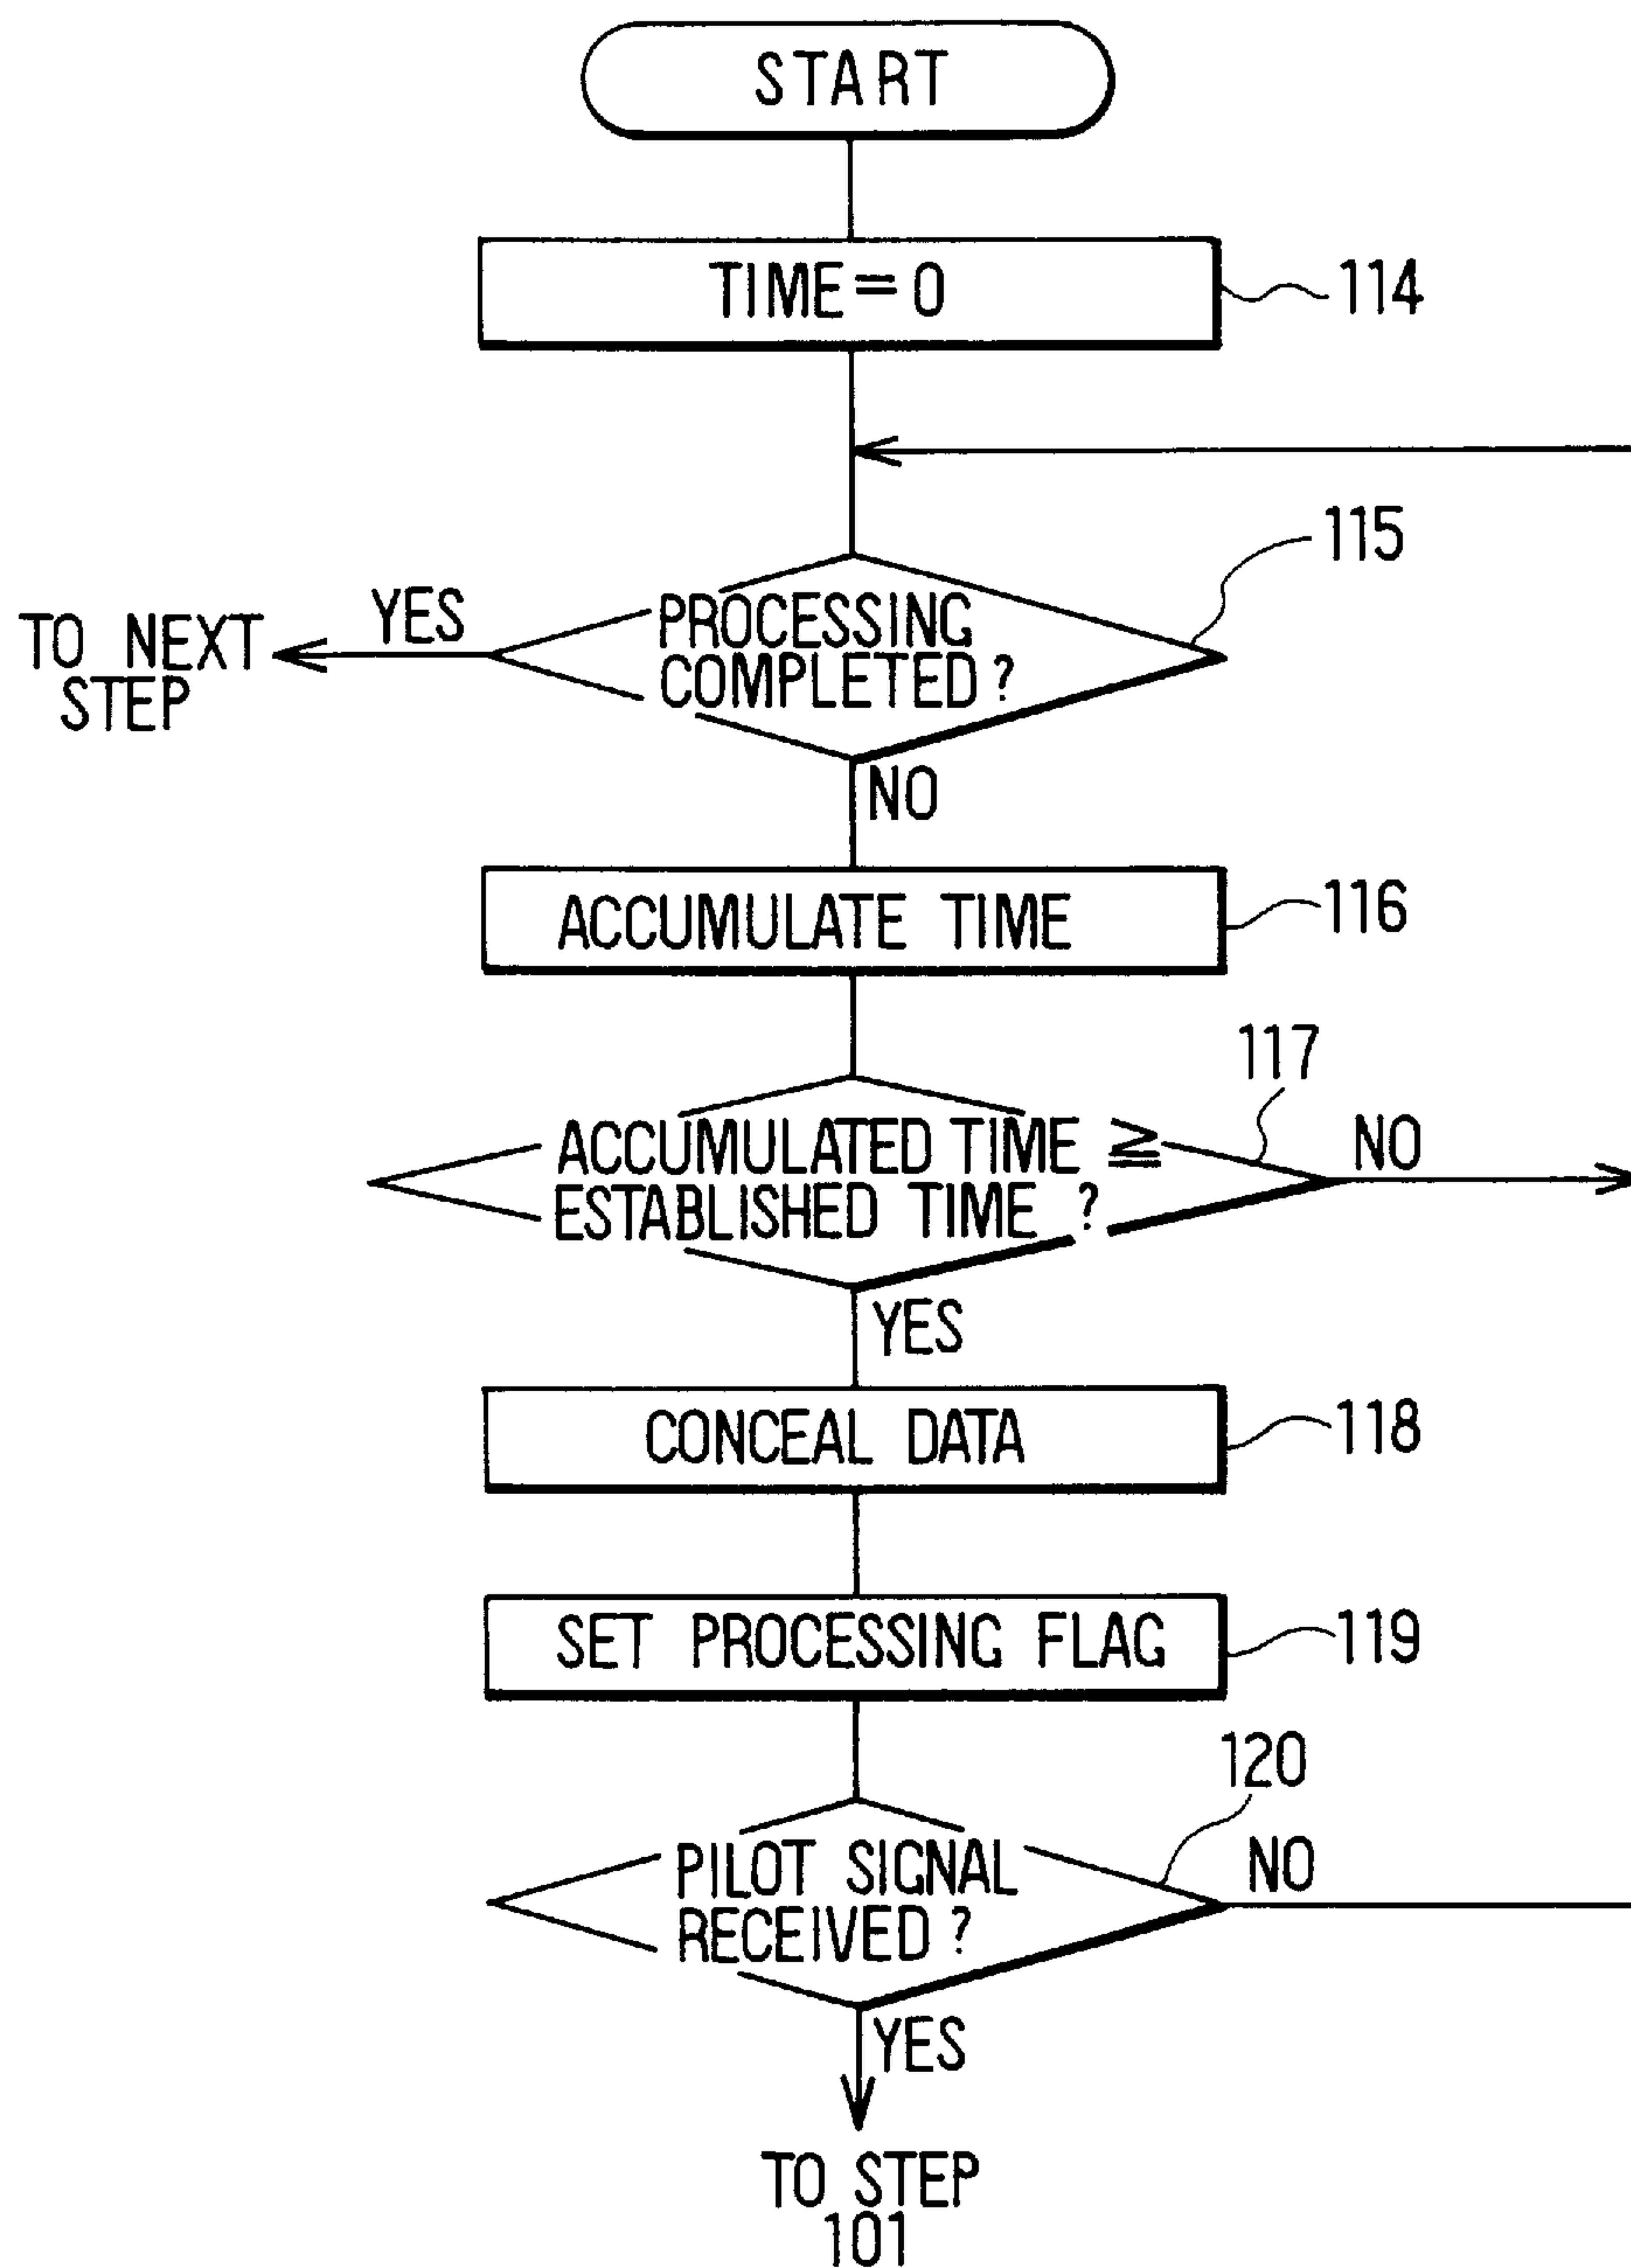 START
TIME=0
114
115
YES
TO NEXT
STEP
PROCESSING
COMPLETED?
NO
ACCUMULATE TIME
116
117
ACCUMULATED TIME ≧
ESTABLISHED TIME ?
NO
YES
CONCEAL DATA
118
SET PROCESSING FLAG
119
120
PILOT SIGNAL
RECEIVED ?
NO
YES
TO STEP
101